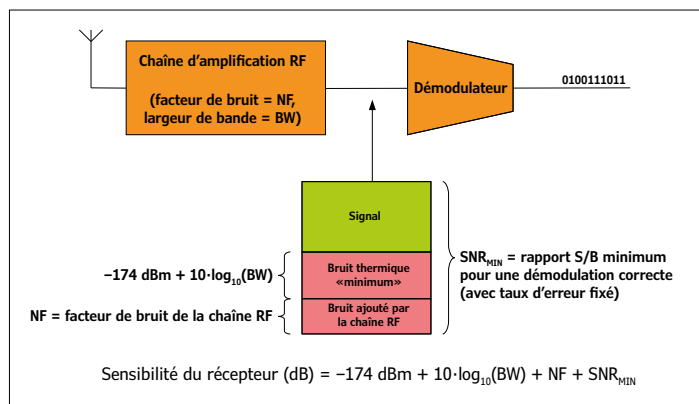 Chaîne d'amplification RF
(facteur de bruit = NF,
largeur de bande = BW)
Démodulateur
0100111011
Signal
–174 dBm + 10·log₁₀(BW)
Bruit thermique
«minimum»
NF = facteur de bruit de la chaîne RF
Bruit ajouté par
la chaîne RF
SNR_MIN = rapport S/B minimum
pour une démodulation correcte
(avec taux d'erreur fixé)
Sensibilité du récepteur (dB) = –174 dBm + 10·log₁₀(BW) + NF + SNR_MIN